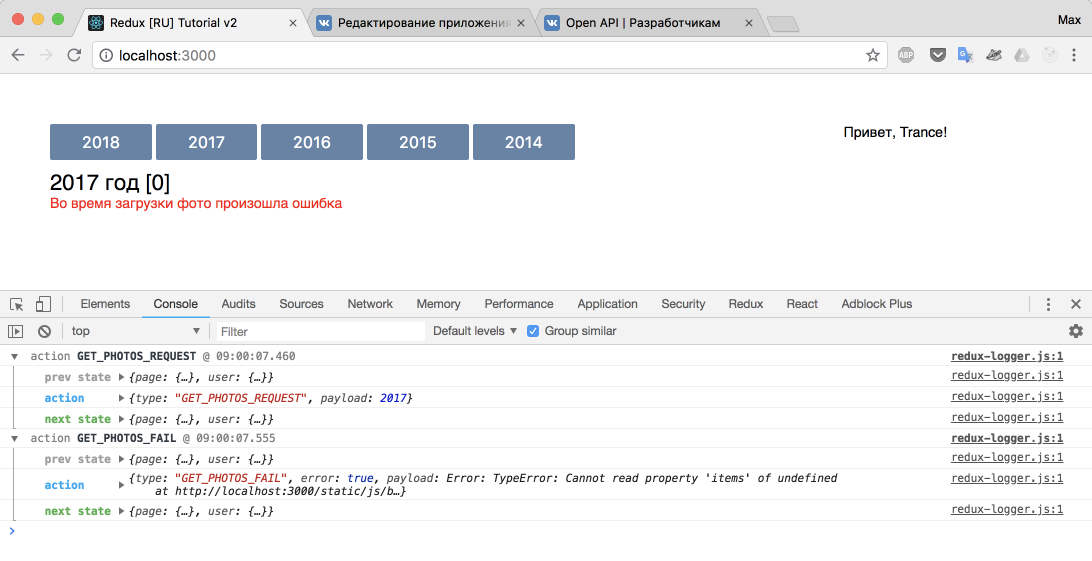 Redux [RU] Tutorial v2
Редактирование приложения
Open API | Разработчикам
Max
localhost:3000
ABP
2018 2017 2016 2015 2014
Привет, Trance!
2017 год [0]
Во время загрузки фото произошла ошибка
Elements Console Audits Sources Network Memory Performance Application Security Redux React Adblock Plus
top Filter Default levels Group similar
action GET_PHOTOS_REQUEST @ 09:00:07.460 redux-logger.js:1
prev state {page: {…}, user: {…}} redux-logger.js:1
action {type: "GET_PHOTOS_REQUEST", payload: 2017} redux-logger.js:1
next state {page: {…}, user: {…}} redux-logger.js:1
action GET_PHOTOS_FAIL @ 09:00:07.555 redux-logger.js:1
prev state {page: {…}, user: {…}} redux-logger.js:1
action {type: "GET_PHOTOS_FAIL", error: true, payload: Error: TypeError: Cannot read property 'items' of undefined redux-logger.js:1
at http://localhost:3000/static/js/b…}
next state {page: {…}, user: {…}} redux-logger.js:1